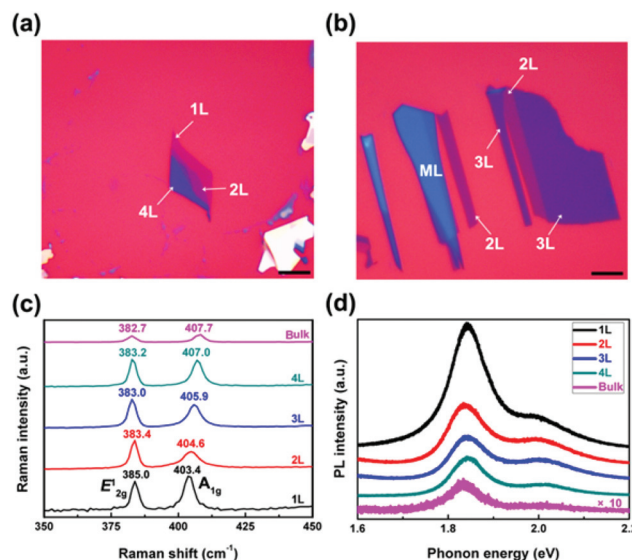 (a)
1L
4L
2L
(b)
2L
3L
ML
2L
3L
(c)
Raman intensity (a.u.)
382.7
407.7
Bulk
383.2
407.0
4L
383.0
405.9
3L
383.4
404.6
2L
385.0
403.4
E¹₂g
A₁g
1L
350
375
400
425
450
Raman shift (cm⁻¹)
(d)
PL intensity (a.u.)
1L
2L
3L
4L
Bulk
× 10
1.6
1.8
2.0
2.2
Phonon energy (eV)